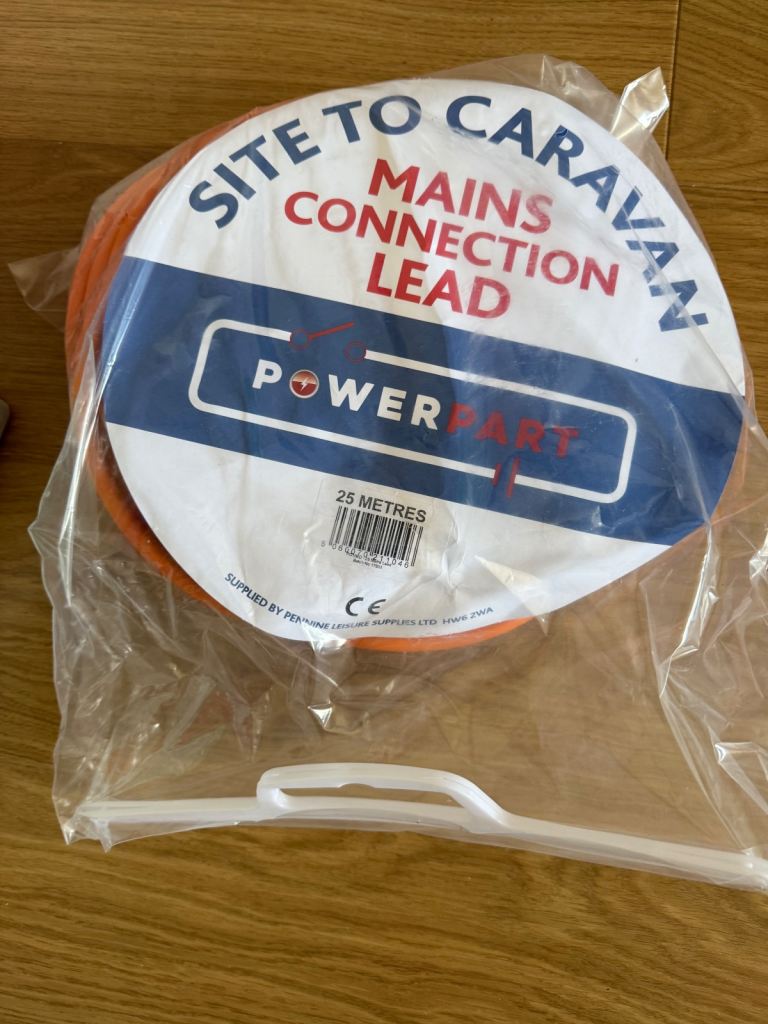 SITE TO CARAVAN
MAINS
CONNECTION
LEAD
POWERPART
25 METRES
CE
SUPPLIED BY PENNINE LEISURE SUPPLIES LTD HW6 2WA